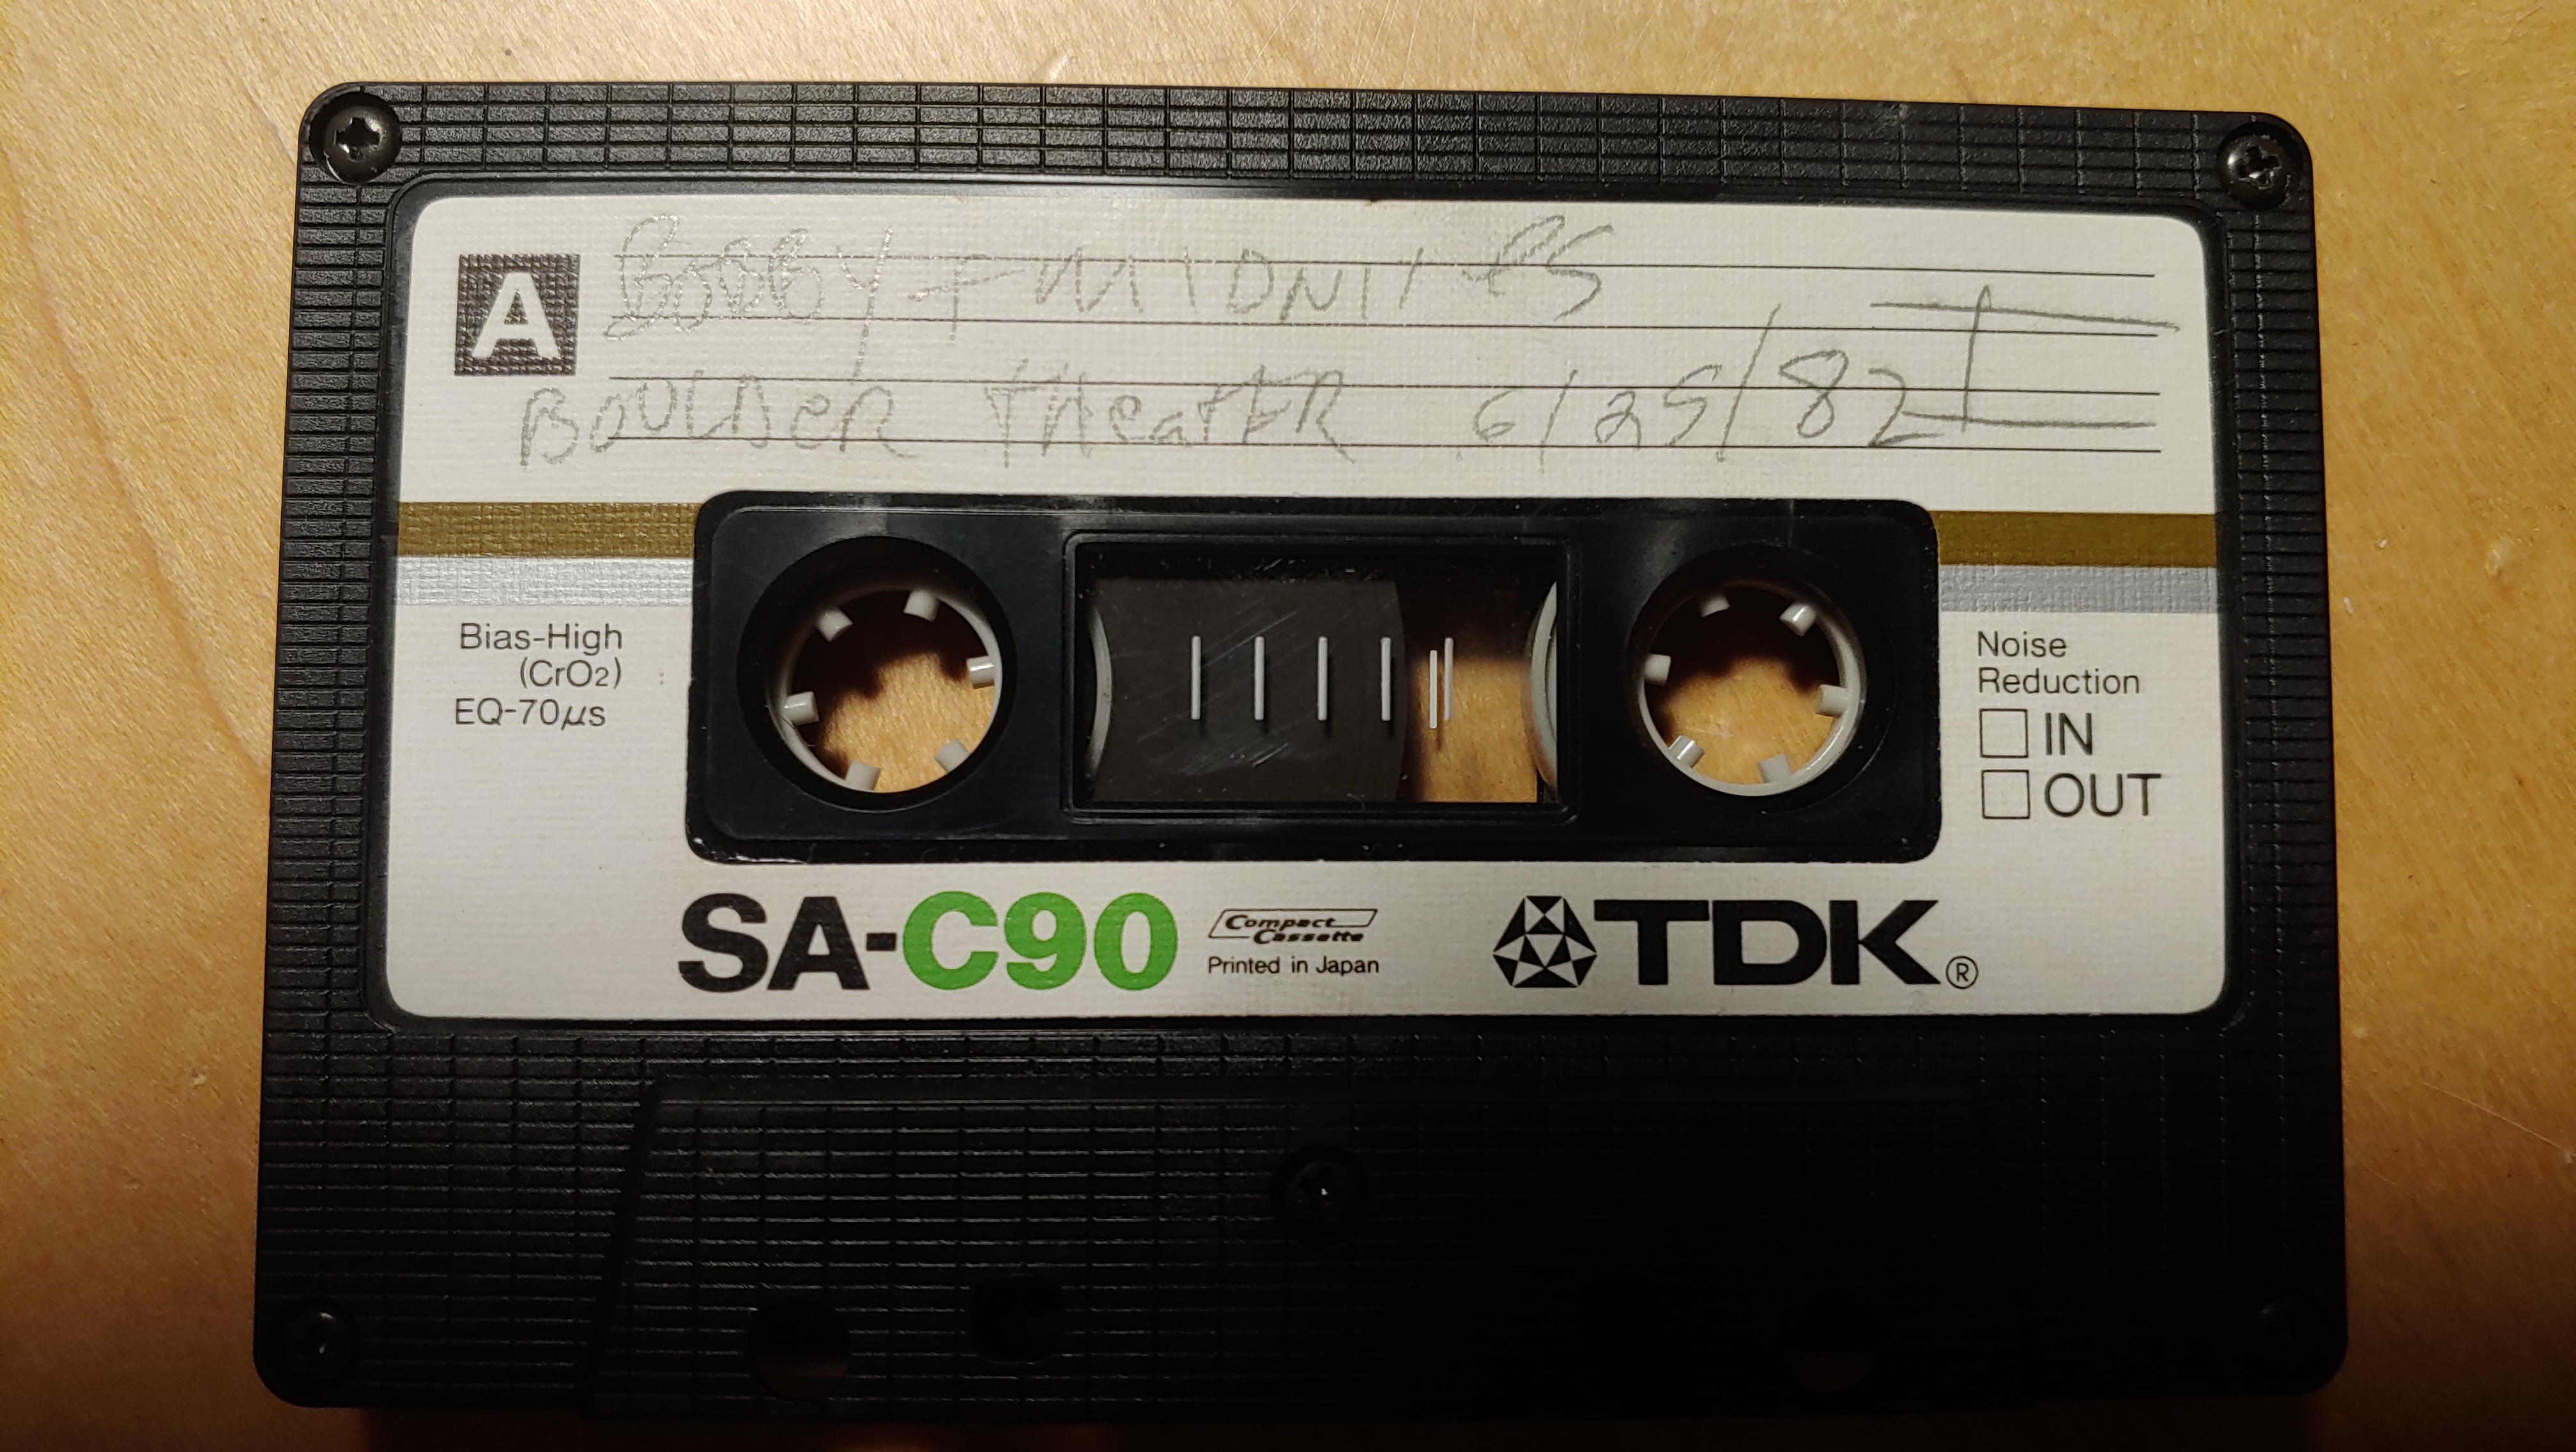 A
BOBBY + MIDNITES
BOULDER THEATER 6/25/82 I
Bias-High
(CrO2)
EQ-70μs
Noise
Reduction
IN
OUT
SA-C90
Compact
Cassette
Printed in Japan
TDK®